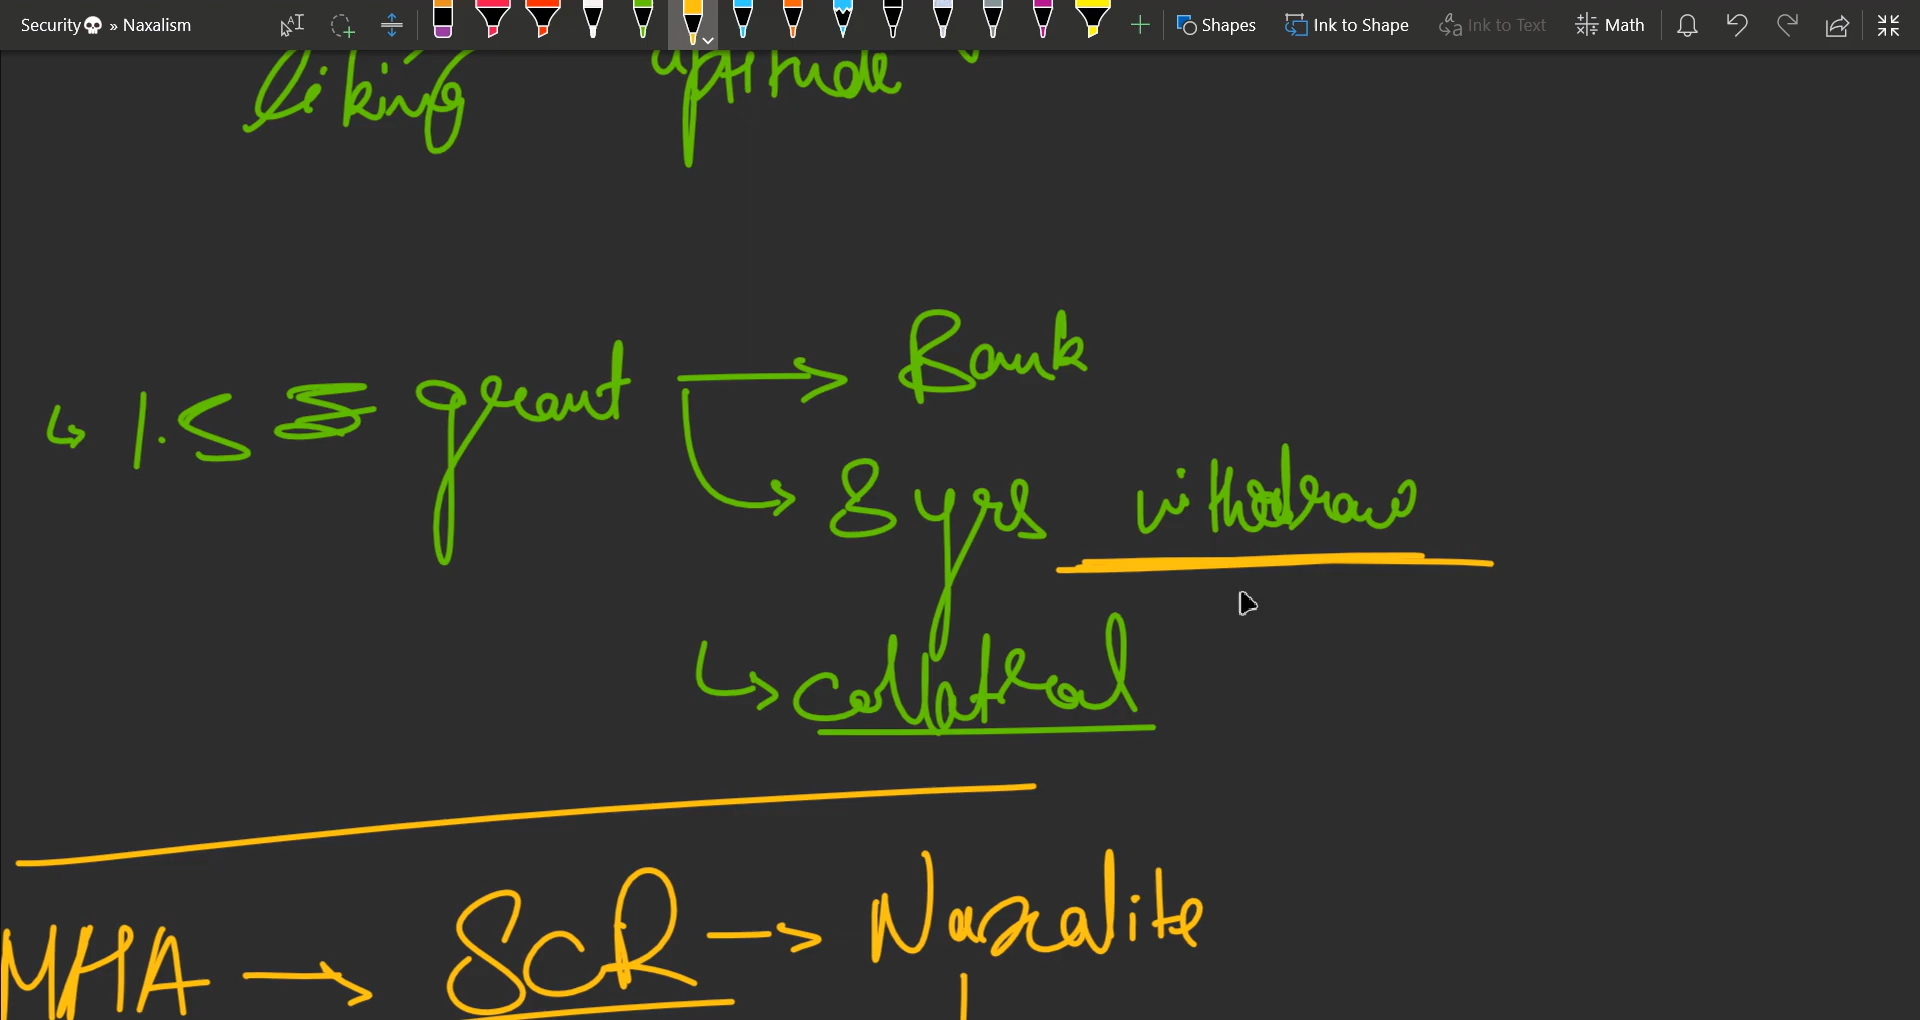 Security💀 » Naxalism Shapes Ink to Shape Ink to Text Math
liking aptitude
↳ 1.5 grant → Bank
→ 8 yrs withdraw
↳ collateral
MHA → SCR → Naxalite